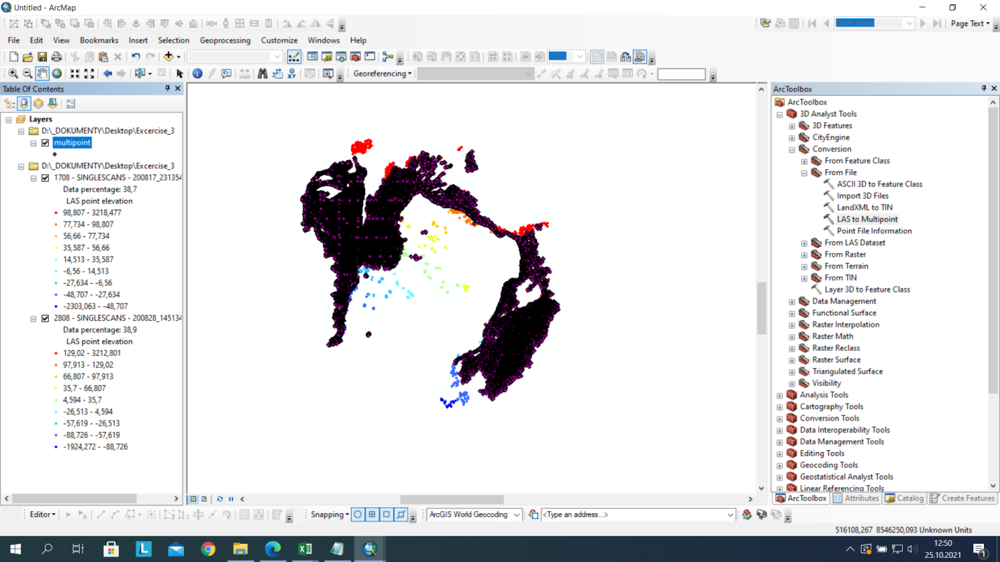 Untitled - ArcMap
Show Name
Page Text
File Edit View Bookmarks Insert Selection Geoprocessing Customize Windows Help
100%
Georeferencing
Table Of Contents
Layers
D:\_DOKUMENTY\Desktop\Excercise_3
multipoint
D:\_DOKUMENTY\Desktop\Excercise_3
1708 - SINGLESCANS - 200817_231354
Data percentage: 38,7
LAS point elevation
98,807 - 3218,477
77,734 - 98,807
56,66 - 77,734
35,587 - 56,66
14,513 - 35,587
-6,56 - 14,513
-27,634 - -6,56
-48,707 - -27,634
-2303,063 - -48,707
2808 - SINGLESCANS - 200828_145134
Data percentage: 38,9
LAS point elevation
129,02 - 3212,801
97,913 - 129,02
66,807 - 97,913
35,7 - 66,807
4,594 - 35,7
-26,513 - 4,594
-57,619 - -26,513
-88,726 - -57,619
-1924,272 - -88,726
ArcToolbox
ArcToolbox
3D Analyst Tools
3D Features
CityEngine
Conversion
From Feature Class
From File
ASCII 3D to Feature Class
Import 3D Files
LandXML to TIN
LAS to Multipoint
Point File Information
From LAS Dataset
From Raster
From Terrain
From TIN
Layer 3D to Feature Class
Data Management
Functional Surface
Raster Interpolation
Raster Math
Raster Reclass
Raster Surface
Triangulated Surface
Visibility
Analysis Tools
Cartography Tools
Conversion Tools
Data Interoperability Tools
Data Management Tools
Editing Tools
Geocoding Tools
Geostatistical Analyst Tools
Linear Referencing Tools
ArcToolbox Attributes Catalog Create Features
Editor
Snapping
ArcGIS World Geocoding
<Type an address...>
516108,267 8546250,093 Unknown Units
12:50
25.10.2021
1